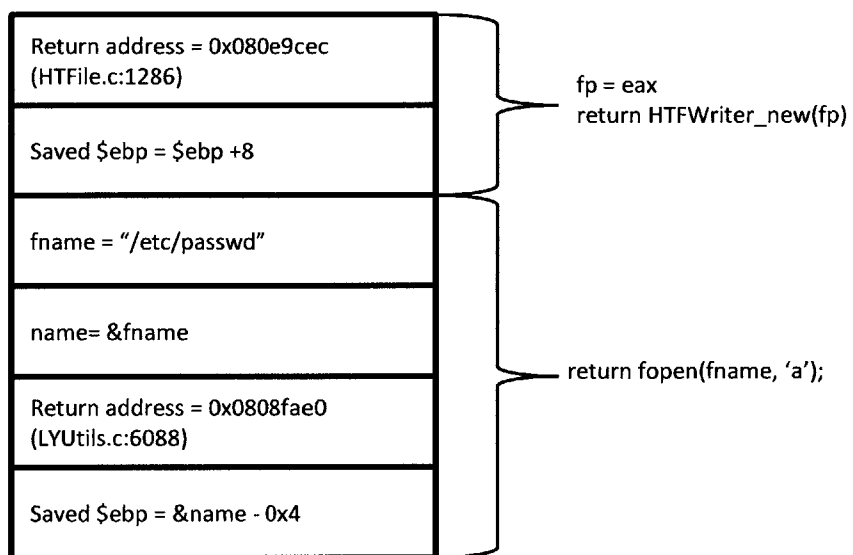 Return address = 0x080e9cec
(HTFile.c:1286)
fp = eax
return HTFWriter_new(fp)
Saved $ebp = $ebp +8
fname = “/etc/passwd”
name= &fname
return fopen(fname, ‘a’);
Return address = 0x0808fae0
(LYUtils.c:6088)
Saved $ebp = &name - 0x4